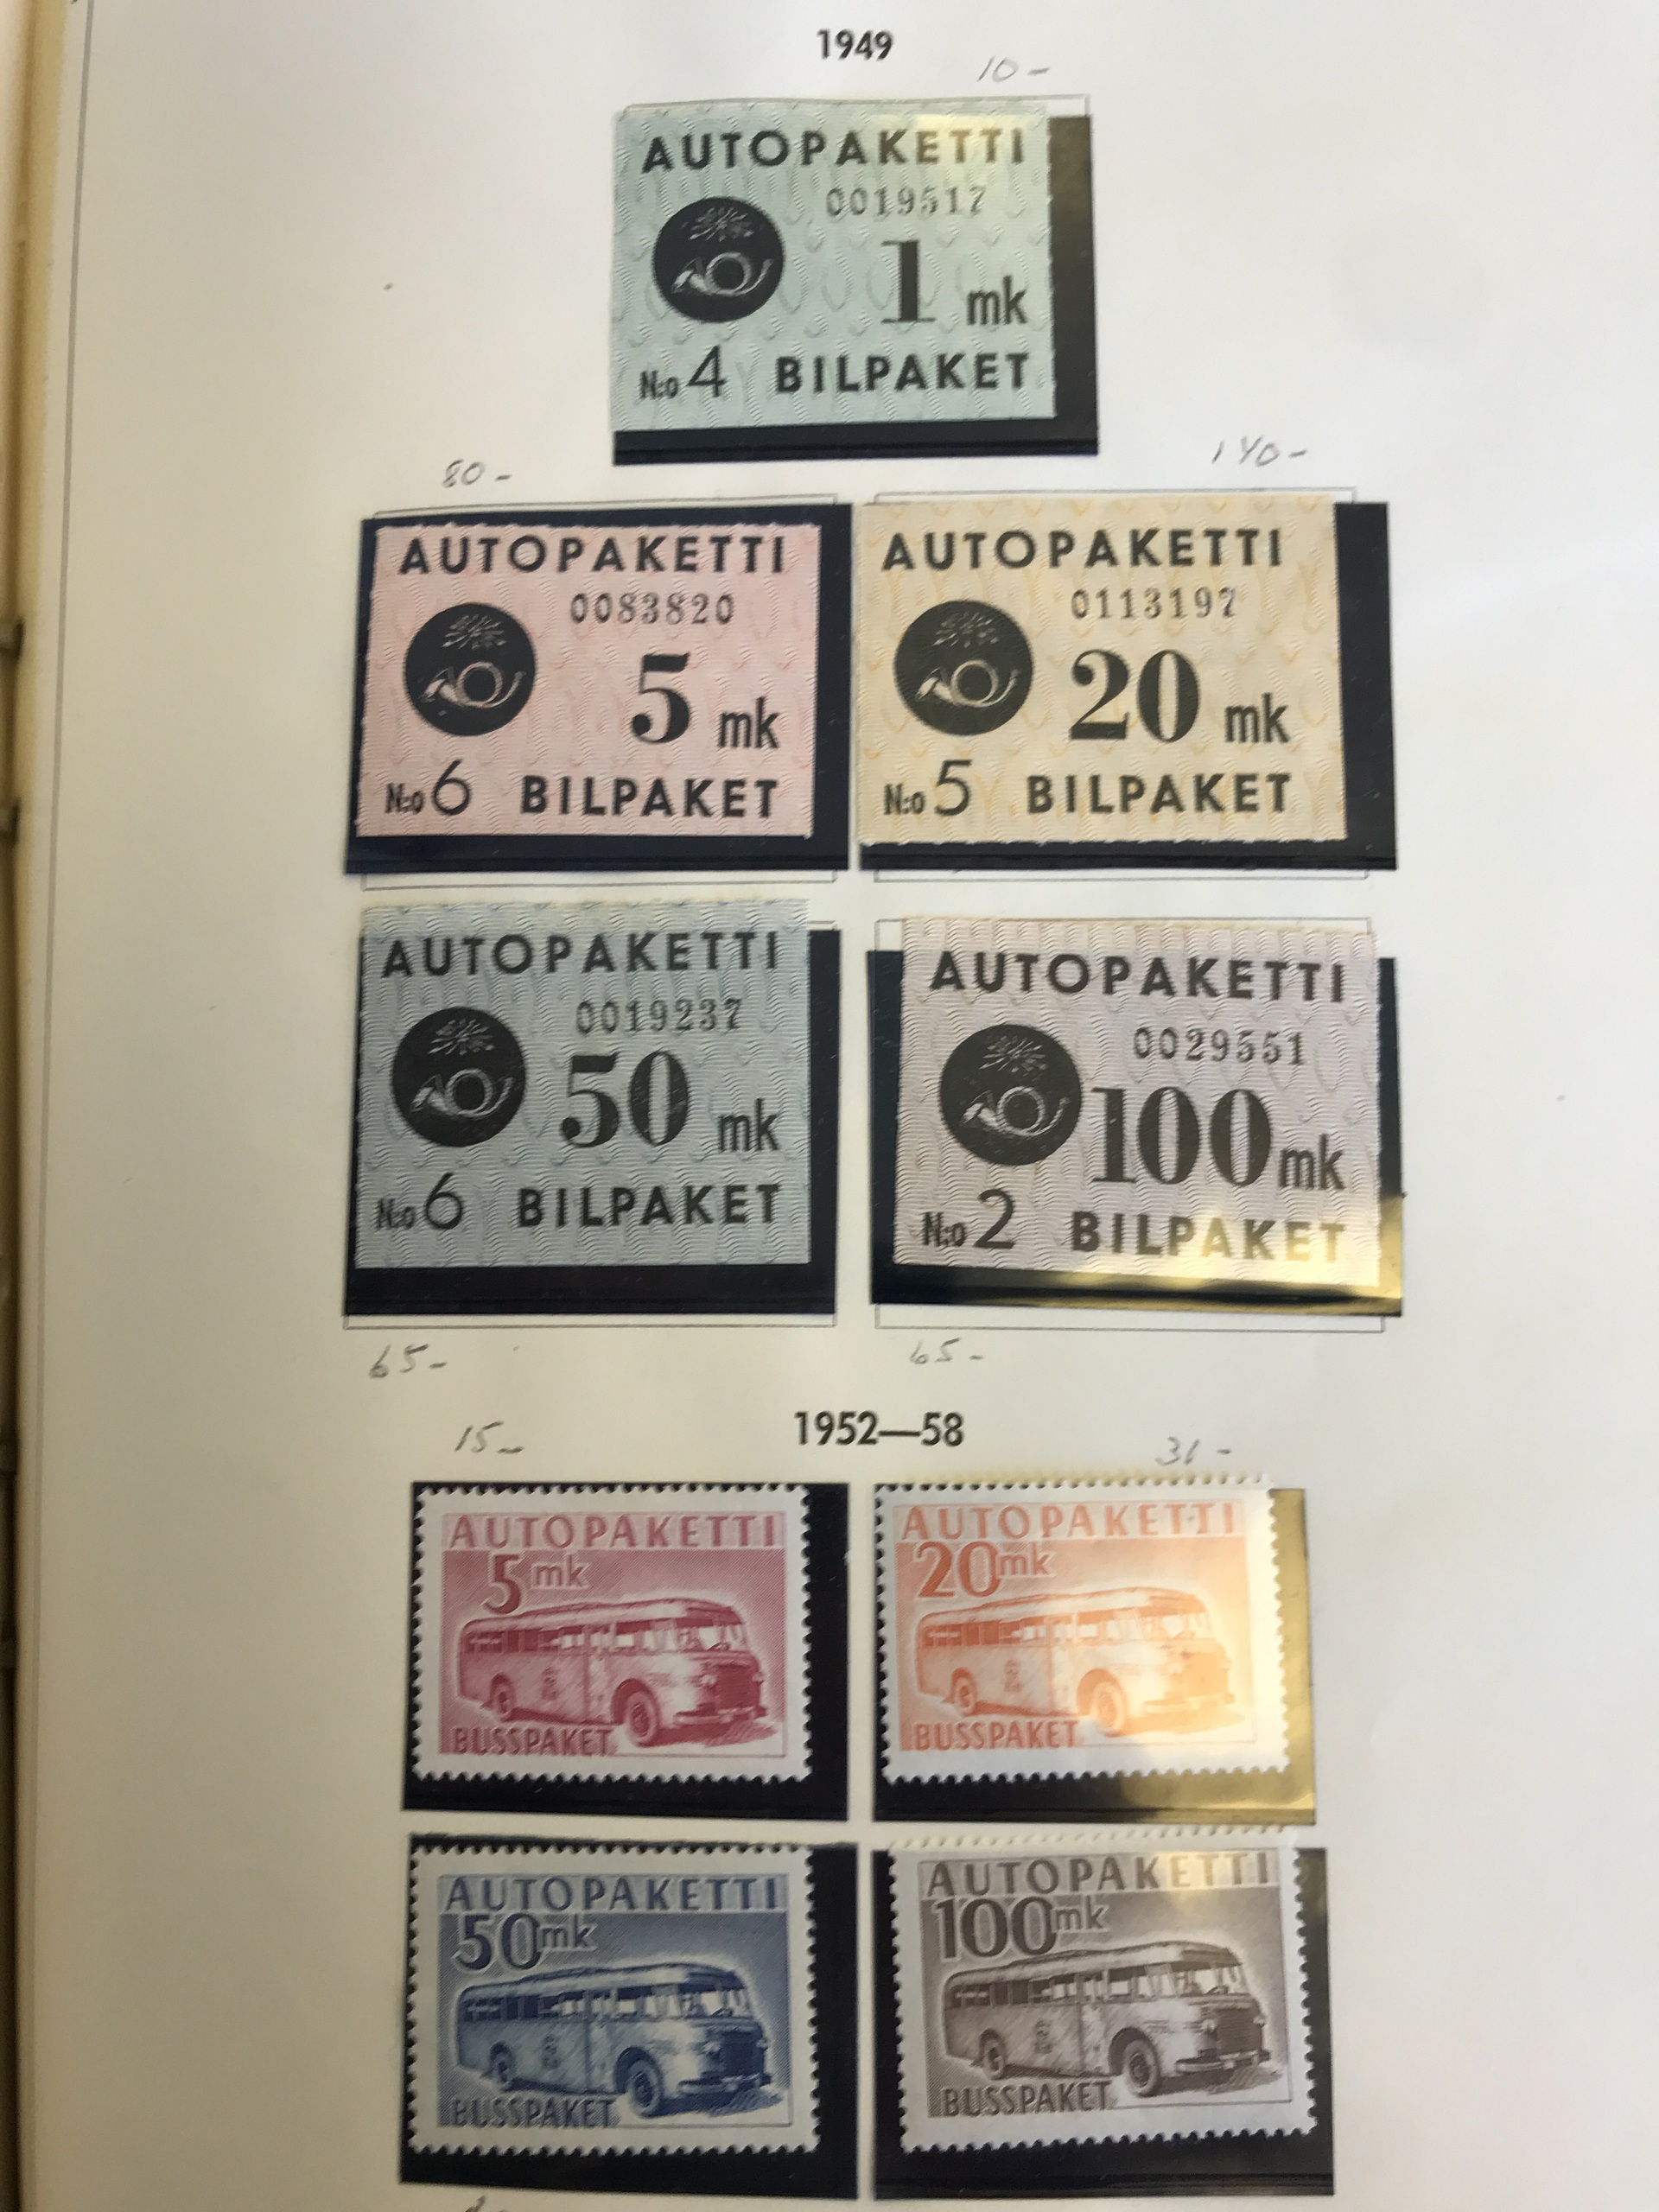 1949
10 -
AUTOPAKETTI
0019517
1 mk
N:o 4 BILPAKET
80 -
140 -
AUTOPAKETTI
0083820
5 mk
N:o 6 BILPAKET
AUTOPAKETTI
0113197
20 mk
N:o 5 BILPAKET
AUTOPAKETTI
0019237
50 mk
N:o 6 BILPAKET
AUTOPAKETTI
0029551
100 mk
N:o 2 BILPAKET
65 -
65 -
1952—58
15 -
AUTOPAKETTI
5 mk
BUSSPAKET
AUTOPAKETTI
20 mk
BUSSPAKET
AUTOPAKETTI
50 mk
BUSSPAKET
AUTOPAKETTI
100 mk
BUSSPAKET